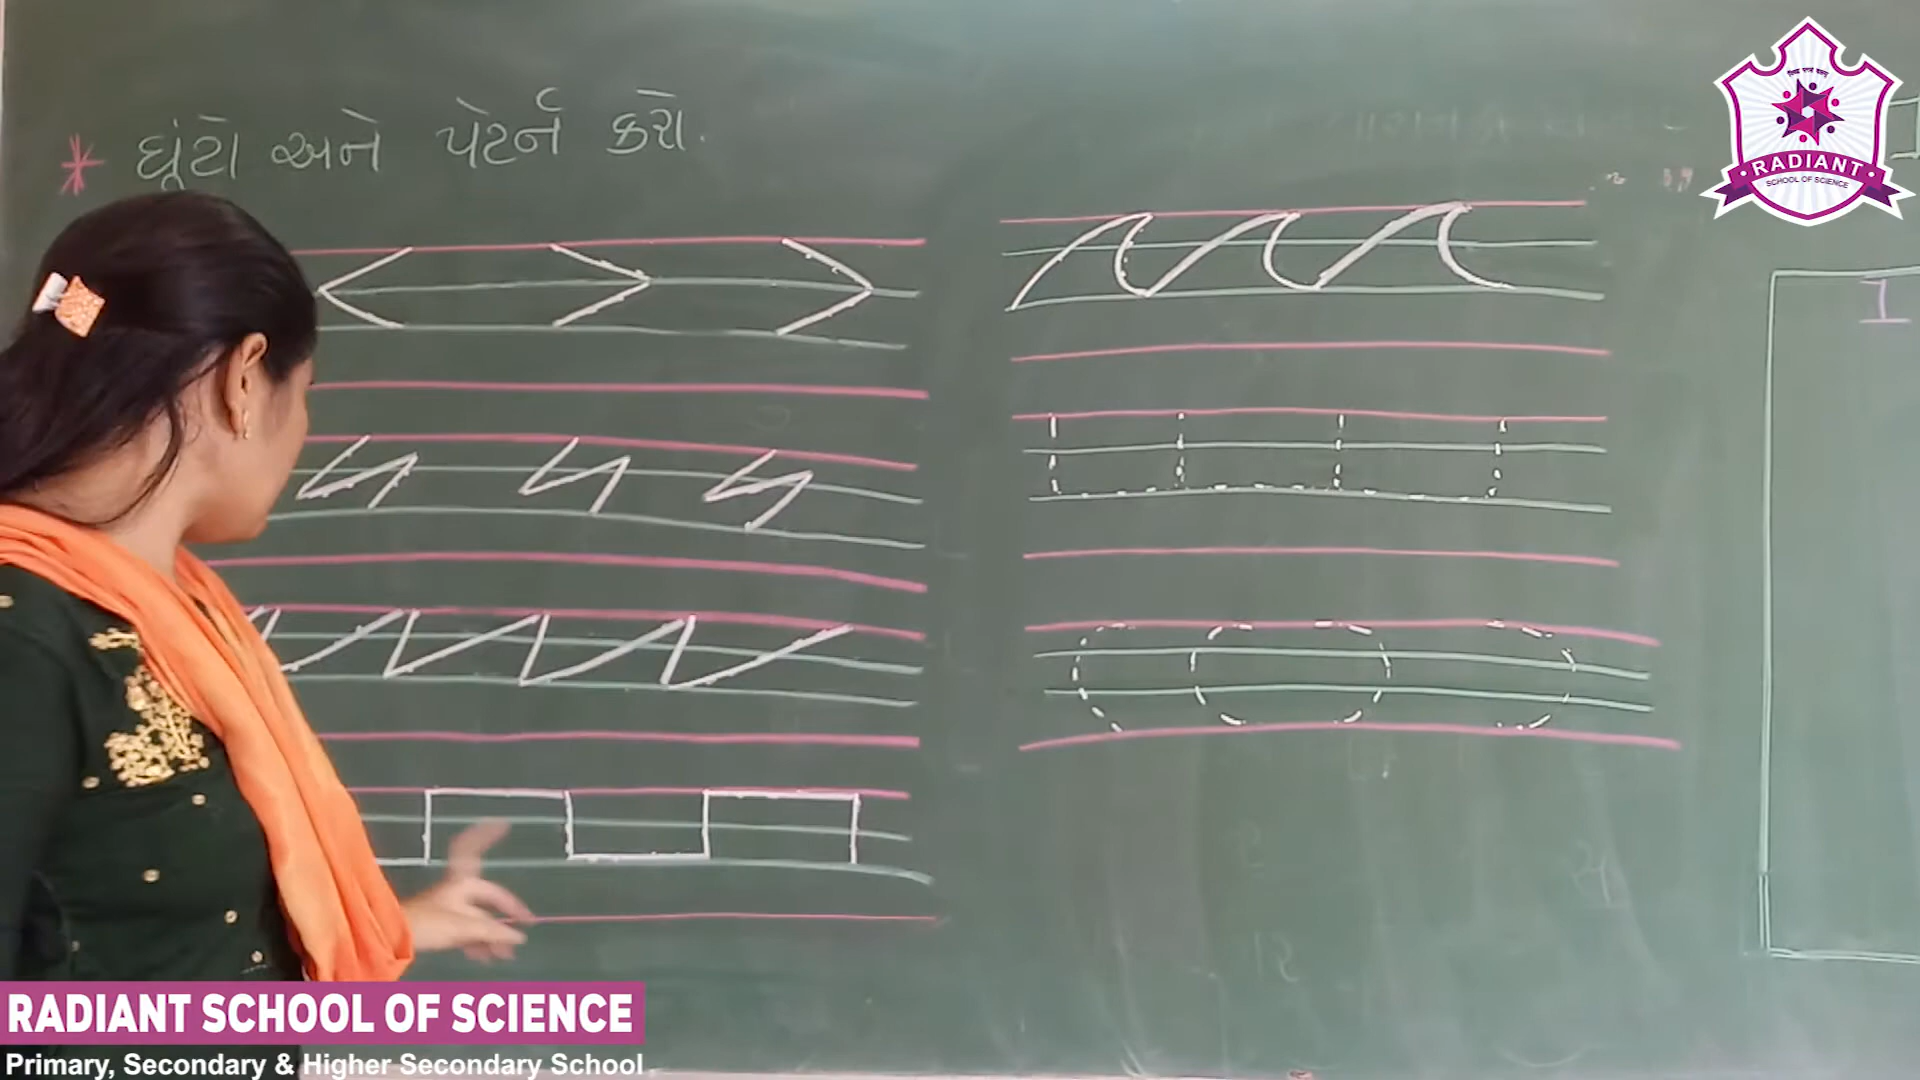 * ઘૂંટો અને પેટર્ન કરો.
RADIANT
SCHOOL OF SCIENCE
I
RADIANT SCHOOL OF SCIENCE
Primary, Secondary & Higher Secondary School